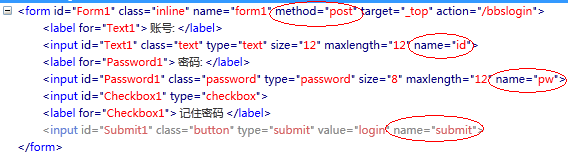 <form id="Form1" class="inline" name="form1" method="post" target="_top" action="/bbslogin">
<label for="Text1"> 账号: </label>
<input id="Text1" class="text" type="text" size="12" maxlength="12" name="id">
<label for="Password1"> 密码: </label>
<input id="Password1" class="password" type="password" size="8" maxlength="12" name="pw">
<input id="Checkbox1" type="checkbox">
<label for="Checkbox1"> 记住密码 </label>
<input id="Submit1" class="button" type="submit" value="login" name="submit">
</form>